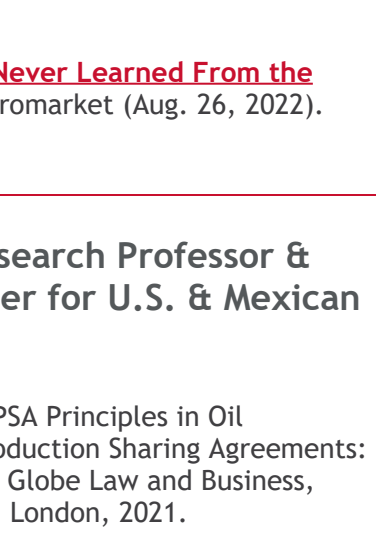 Never Learned From the
romarket (Aug. 26, 2022).
search Professor &
er for U.S. & Mexican
PSA Principles in Oil
oduction Sharing Agreements:
Globe Law and Business,
London, 2021.